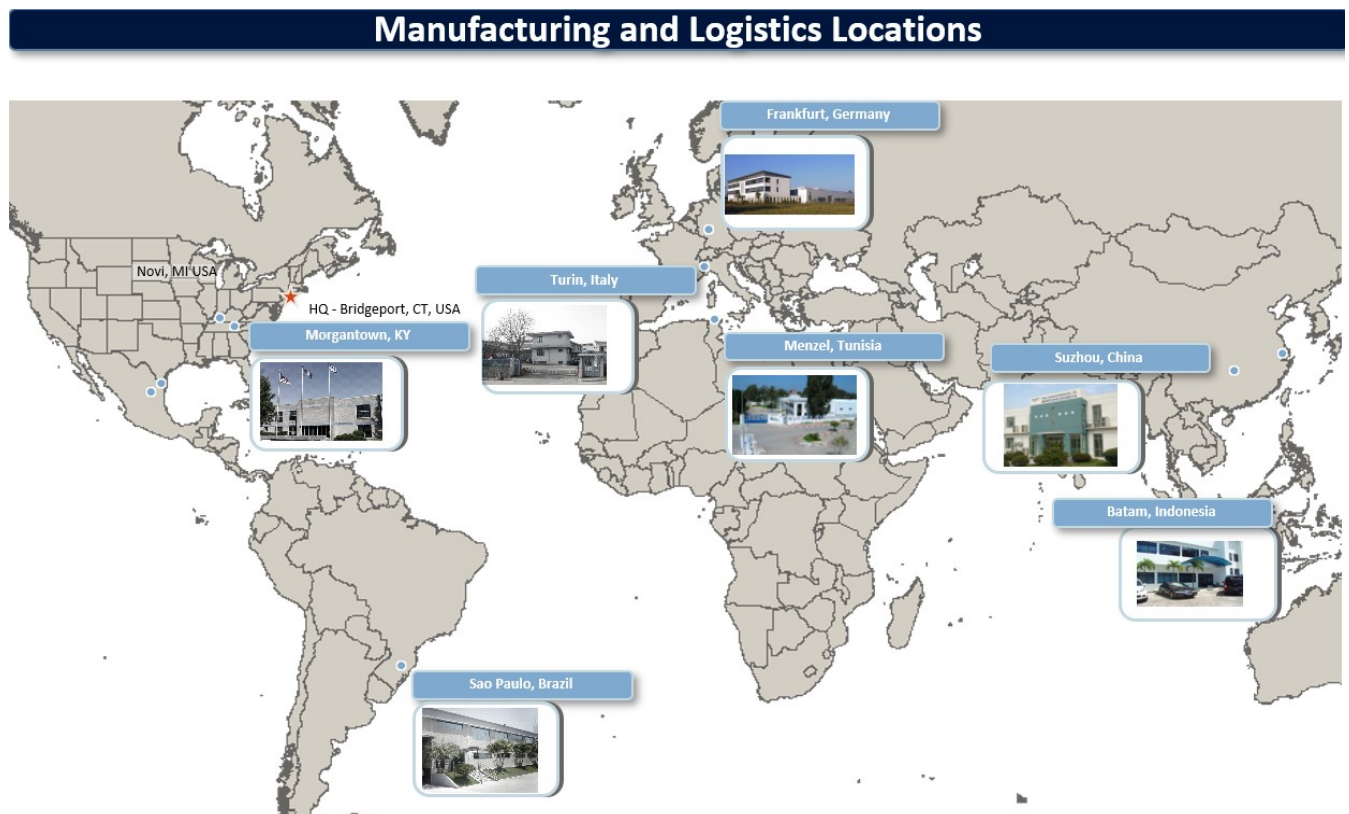 Manufacturing and Logistics Locations
Frankfurt, Germany
Novi, MI USA
HQ - Bridgeport, CT, USA
Turin, Italy
Morgantown, KY
Menzel, Tunisia
Suzhou, China
Batam, Indonesia
Sao Paulo, Brazil